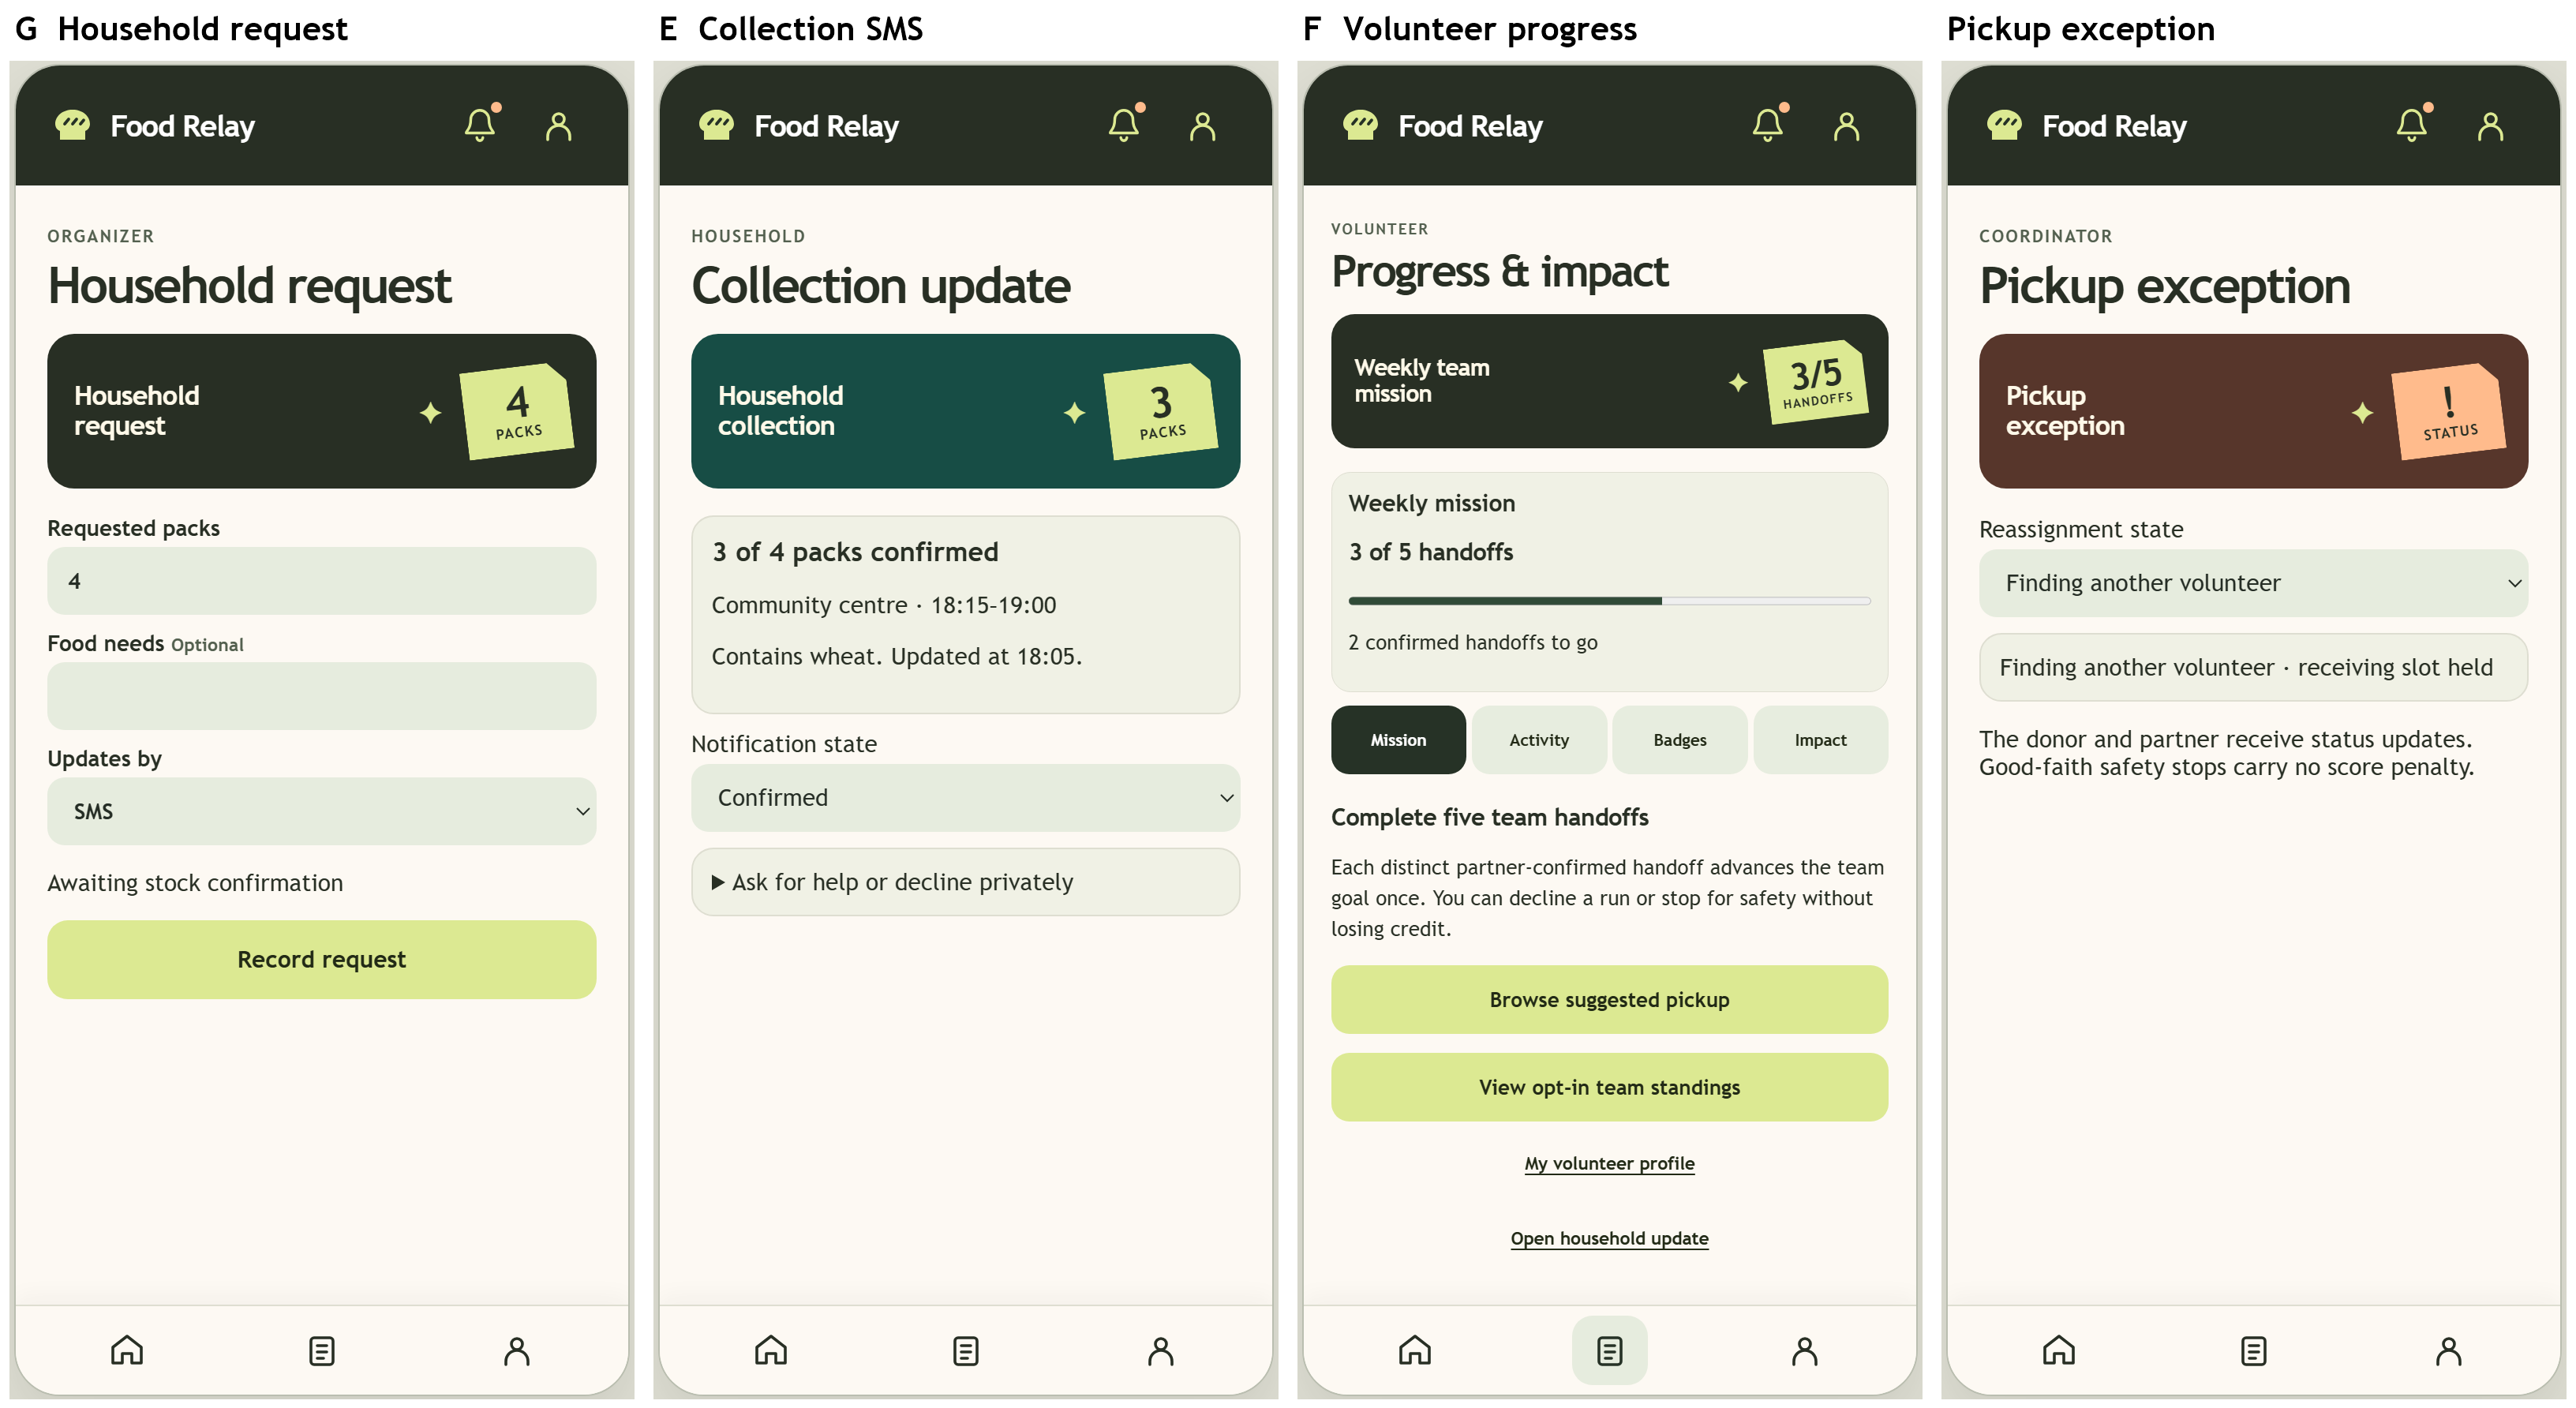 G Household request
Food Relay
ORGANIZER
Household request
Household
request
4
PACKS
Requested packs
4
Food needs Optional
Updates by
SMS
Awaiting stock confirmation
Record request
E Collection SMS
Food Relay
HOUSEHOLD
Collection update
Household
collection
3
PACKS
3 of 4 packs confirmed
Community centre · 18:15–19:00
Contains wheat. Updated at 18:05.
Notification state
Confirmed
Ask for help or decline privately
F Volunteer progress
Food Relay
VOLUNTEER
Progress & impact
Weekly team
mission
3/5
HANDOFFS
Weekly mission
3 of 5 handoffs
2 confirmed handoffs to go
Mission
Activity
Badges
Impact
Complete five team handoffs
Each distinct partner-confirmed handoff advances the team
goal once. You can decline a run or stop for safety without
losing credit.
Browse suggested pickup
View opt-in team standings
My volunteer profile
Open household update
Pickup exception
Food Relay
COORDINATOR
Pickup exception
Pickup
exception
!
STATUS
Reassignment state
Finding another volunteer
Finding another volunteer · receiving slot held
The donor and partner receive status updates.
Good-faith safety stops carry no score penalty.